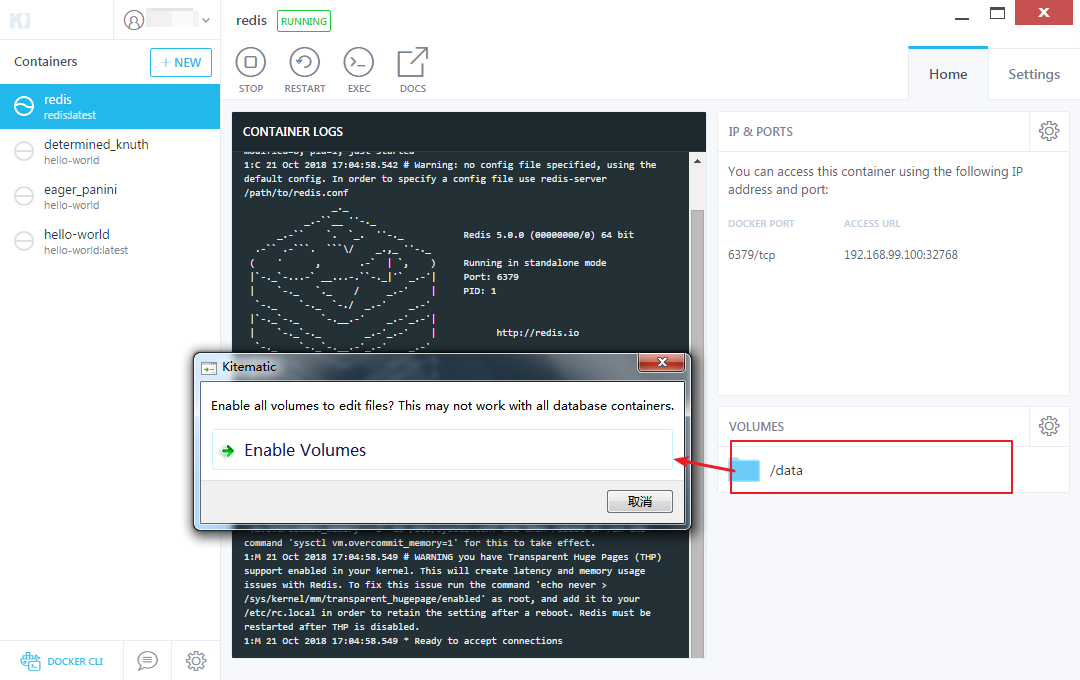 redis
RUNNING
STOP
RESTART
EXEC
DOCS
Home
Settings
Containers
+ NEW
redis
redis:latest
determined_knuth
hello-world
eager_panini
hello-world
hello-world
hello-world:latest
DOCKER CLI
CONTAINER LOGS
1:C 21 Oct 2018 17:04:58.542 # Warning: no config file specified, using the
default config. In order to specify a config file use redis-server
/path/to/redis.conf
Redis 5.0.0 (00000000/0) 64 bit
Running in standalone mode
Port: 6379
PID: 1
http://redis.io
Kitematic
Enable all volumes to edit files? This may not work with all database containers.
Enable Volumes
取消
command 'sysctl vm.overcommit_memory=1' for this to take effect.
1:M 21 Oct 2018 17:04:58.549 # WARNING you have Transparent Huge Pages (THP)
support enabled in your kernel. This will create latency and memory usage
issues with Redis. To fix this issue run the command 'echo never >
/sys/kernel/mm/transparent_hugepage/enabled' as root, and add it to your
/etc/rc.local in order to retain the setting after a reboot. Redis must be
restarted after THP is disabled.
1:M 21 Oct 2018 17:04:58.549 * Ready to accept connections
IP & PORTS
You can access this container using the following IP
address and port:
DOCKER PORT
ACCESS URL
6379/tcp
192.168.99.100:32768
VOLUMES
/data